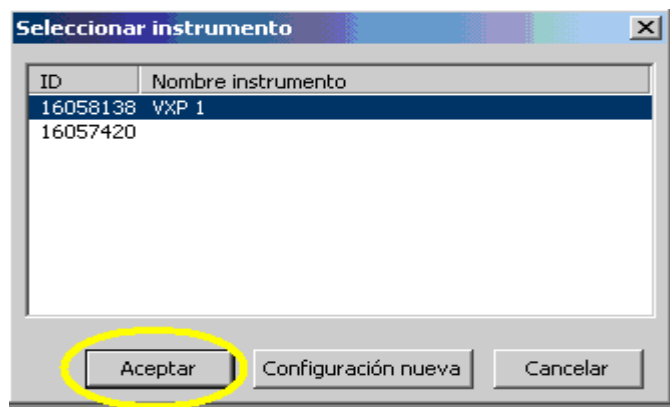 Seleccionar instrumento
ID Nombre instrumento
16058138 VXP 1
16057420
Aceptar Configuración nueva Cancelar